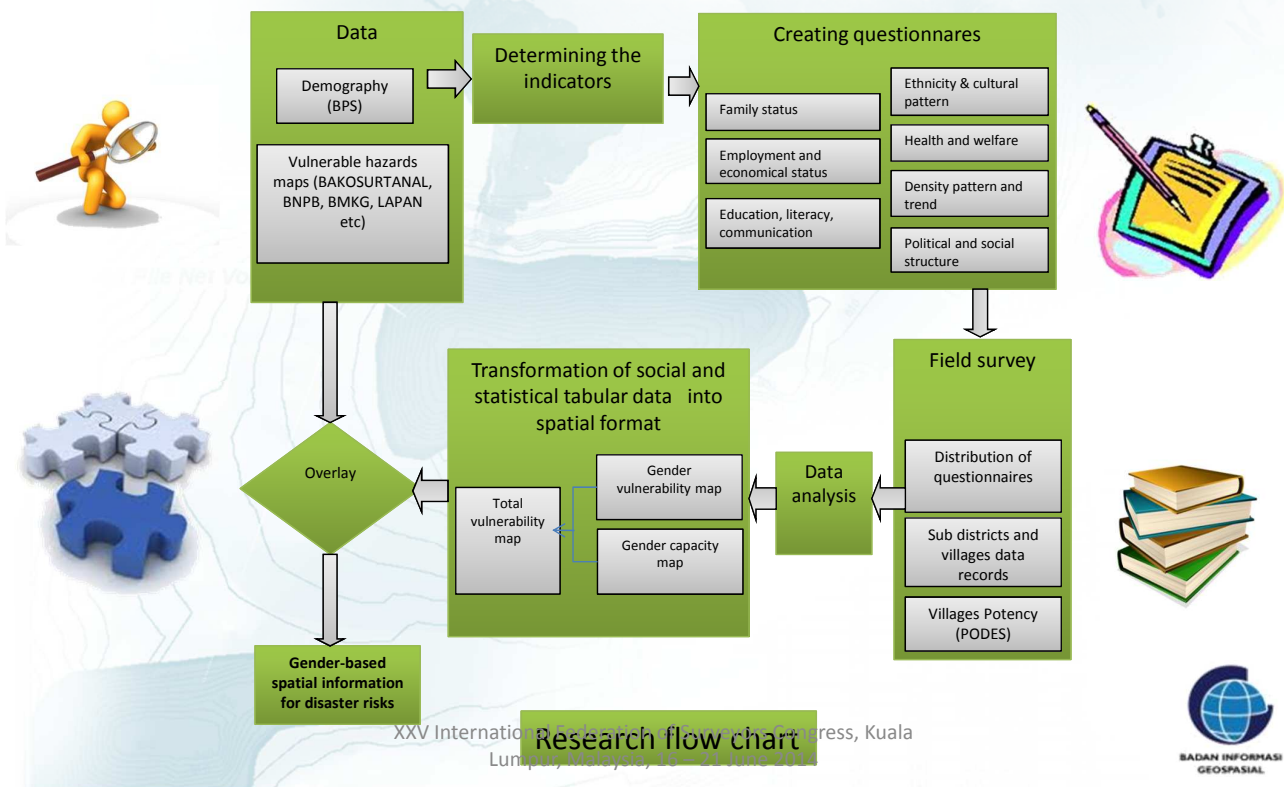 Data
Demography
(BPS)
Vulnerable hazards
maps (BAKOSURTANAL,
BNPB, BMKG, LAPAN
etc)
Determining the
indicators
Creating questionnares
Family status
Employment and
economical status
Education, literacy,
communication
Ethnicity & cultural
pattern
Health and welfare
Density pattern and
trend
Political and social
structure
Field survey
Distribution of
questionnaires
Sub districts and
villages data
records
Villages Potency
(PODES)
Data
analysis
Transformation of social and
statistical tabular data into
spatial format
Gender
vulnerability map
Gender capacity
map
Total
vulnerability
map
Overlay
Gender-based
spatial information
for disaster risks
Research flow chart
XXV International Federation of Surveyors Congress, Kuala
Lumpur, Malaysia, 16 – 21 June 2014
BADAN INFORMASI
GEOSPASIAL